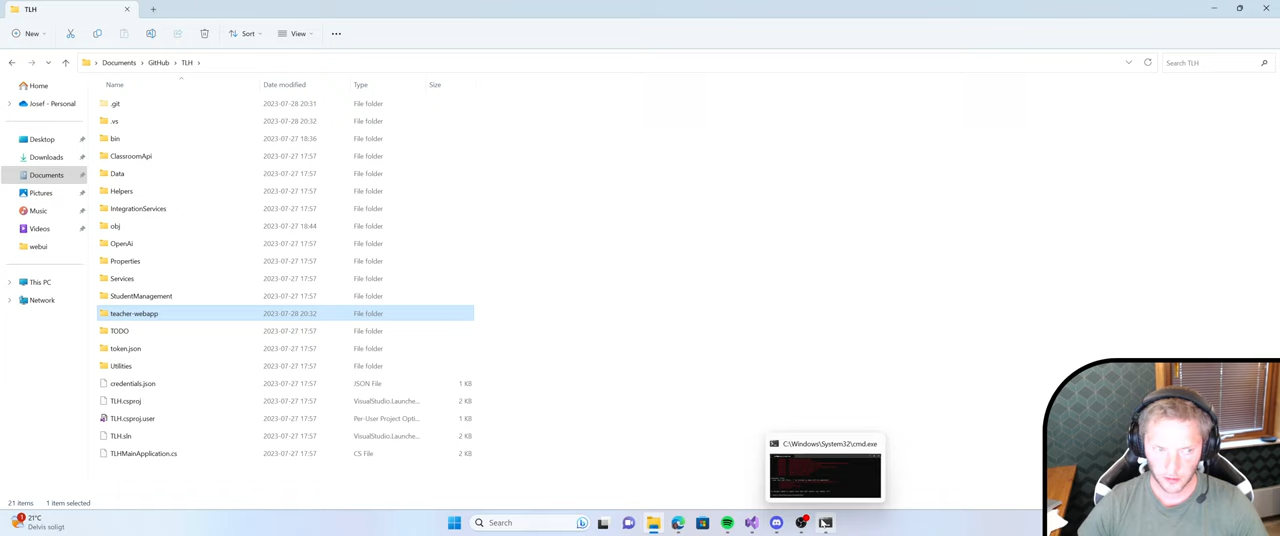 TLH
New
Sort
View
Documents
GitHub
TLH
Search TLH
Name
Date modified
Type
Size
Home
Josef - Personal
Desktop
Downloads
Documents
Pictures
Music
Videos
webui
This PC
Network
.git 2023-07-28 20:31 File folder
.vs 2023-07-28 20:32 File folder
bin 2023-07-27 18:36 File folder
ClassroomApi 2023-07-27 17:57 File folder
Data 2023-07-27 17:57 File folder
Helpers 2023-07-27 17:57 File folder
IntegrationServices 2023-07-27 17:57 File folder
obj 2023-07-27 18:44 File folder
OpenAi 2023-07-27 17:57 File folder
Properties 2023-07-27 17:57 File folder
Services 2023-07-27 17:57 File folder
StudentManagement 2023-07-27 17:57 File folder
teacher-webapp 2023-07-28 20:32 File folder
TODO 2023-07-27 17:57 File folder
token.json 2023-07-27 17:57 File folder
Utilities 2023-07-27 17:57 File folder
credentials.json 2023-07-27 17:57 JSON File 1 KB
TLH.csproj 2023-07-27 17:57 VisualStudio.Launche... 2 KB
TLH.csproj.user 2023-07-27 17:57 Per-User Project Opti... 1 KB
TLH.sln 2023-07-27 17:57 VisualStudio.Launche... 2 KB
TLHMainApplication.cs 2023-07-27 17:57 CS File 2 KB
C:\Windows\System32\cmd.exe
21 items
1 item selected
1
21°C
Delvis soligt
Search